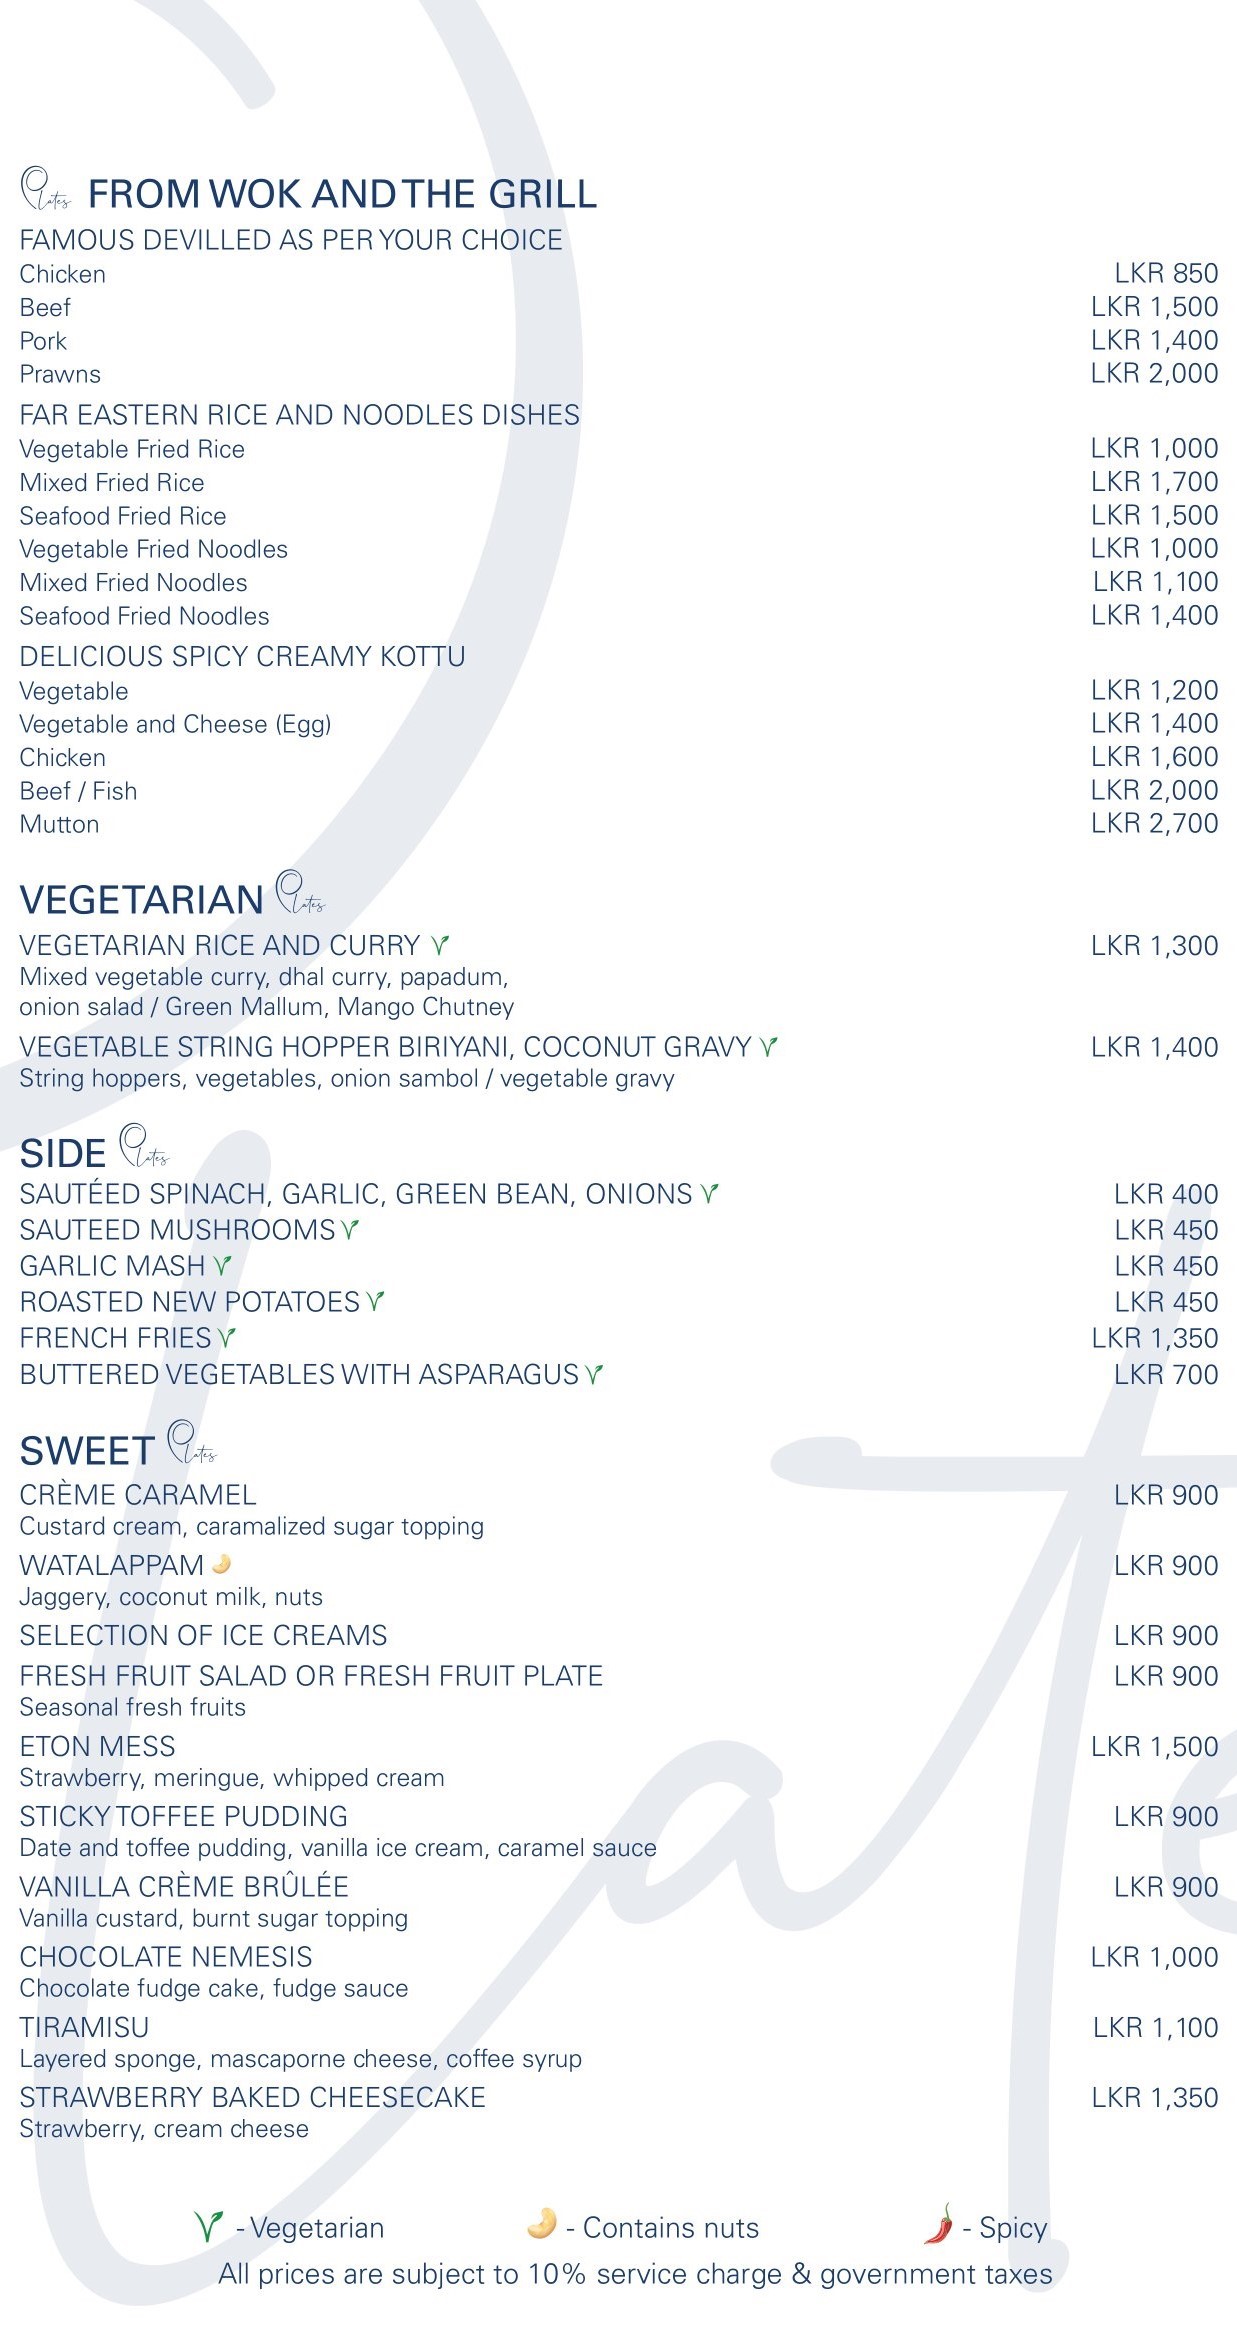 Plates FROM WOK AND THE GRILL
FAMOUS DEVILLED AS PER YOUR CHOICE
Chicken LKR 850
Beef LKR 1,500
Pork LKR 1,400
Prawns LKR 2,000
FAR EASTERN RICE AND NOODLES DISHES
Vegetable Fried Rice LKR 1,000
Mixed Fried Rice LKR 1,700
Seafood Fried Rice LKR 1,500
Vegetable Fried Noodles LKR 1,000
Mixed Fried Noodles LKR 1,100
Seafood Fried Noodles LKR 1,400
DELICIOUS SPICY CREAMY KOTTU
Vegetable LKR 1,200
Vegetable and Cheese (Egg) LKR 1,400
Chicken LKR 1,600
Beef / Fish LKR 2,000
Mutton LKR 2,700
VEGETARIAN Plates
VEGETARIAN RICE AND CURRY LKR 1,300
Mixed vegetable curry, dhal curry, papadum,
onion salad / Green Mallum, Mango Chutney
VEGETABLE STRING HOPPER BIRIYANI, COCONUT GRAVY LKR 1,400
String hoppers, vegetables, onion sambol / vegetable gravy
SIDE Plates
SAUTÉED SPINACH, GARLIC, GREEN BEAN, ONIONS LKR 400
SAUTEED MUSHROOMS LKR 450
GARLIC MASH LKR 450
ROASTED NEW POTATOES LKR 450
FRENCH FRIES LKR 1,350
BUTTERED VEGETABLES WITH ASPARAGUS LKR 700
SWEET Plates
CRÈME CARAMEL LKR 900
Custard cream, caramalized sugar topping
WATALAPPAM LKR 900
Jaggery, coconut milk, nuts
SELECTION OF ICE CREAMS LKR 900
FRESH FRUIT SALAD OR FRESH FRUIT PLATE LKR 900
Seasonal fresh fruits
ETON MESS LKR 1,500
Strawberry, meringue, whipped cream
STICKY TOFFEE PUDDING LKR 900
Date and toffee pudding, vanilla ice cream, caramel sauce
VANILLA CRÈME BRÛLÉE LKR 900
Vanilla custard, burnt sugar topping
CHOCOLATE NEMESIS LKR 1,000
Chocolate fudge cake, fudge sauce
TIRAMISU LKR 1,100
Layered sponge, mascaporne cheese, coffee syrup
STRAWBERRY BAKED CHEESECAKE LKR 1,350
Strawberry, cream cheese
- Vegetarian - Contains nuts - Spicy
All prices are subject to 10% service charge & government taxes